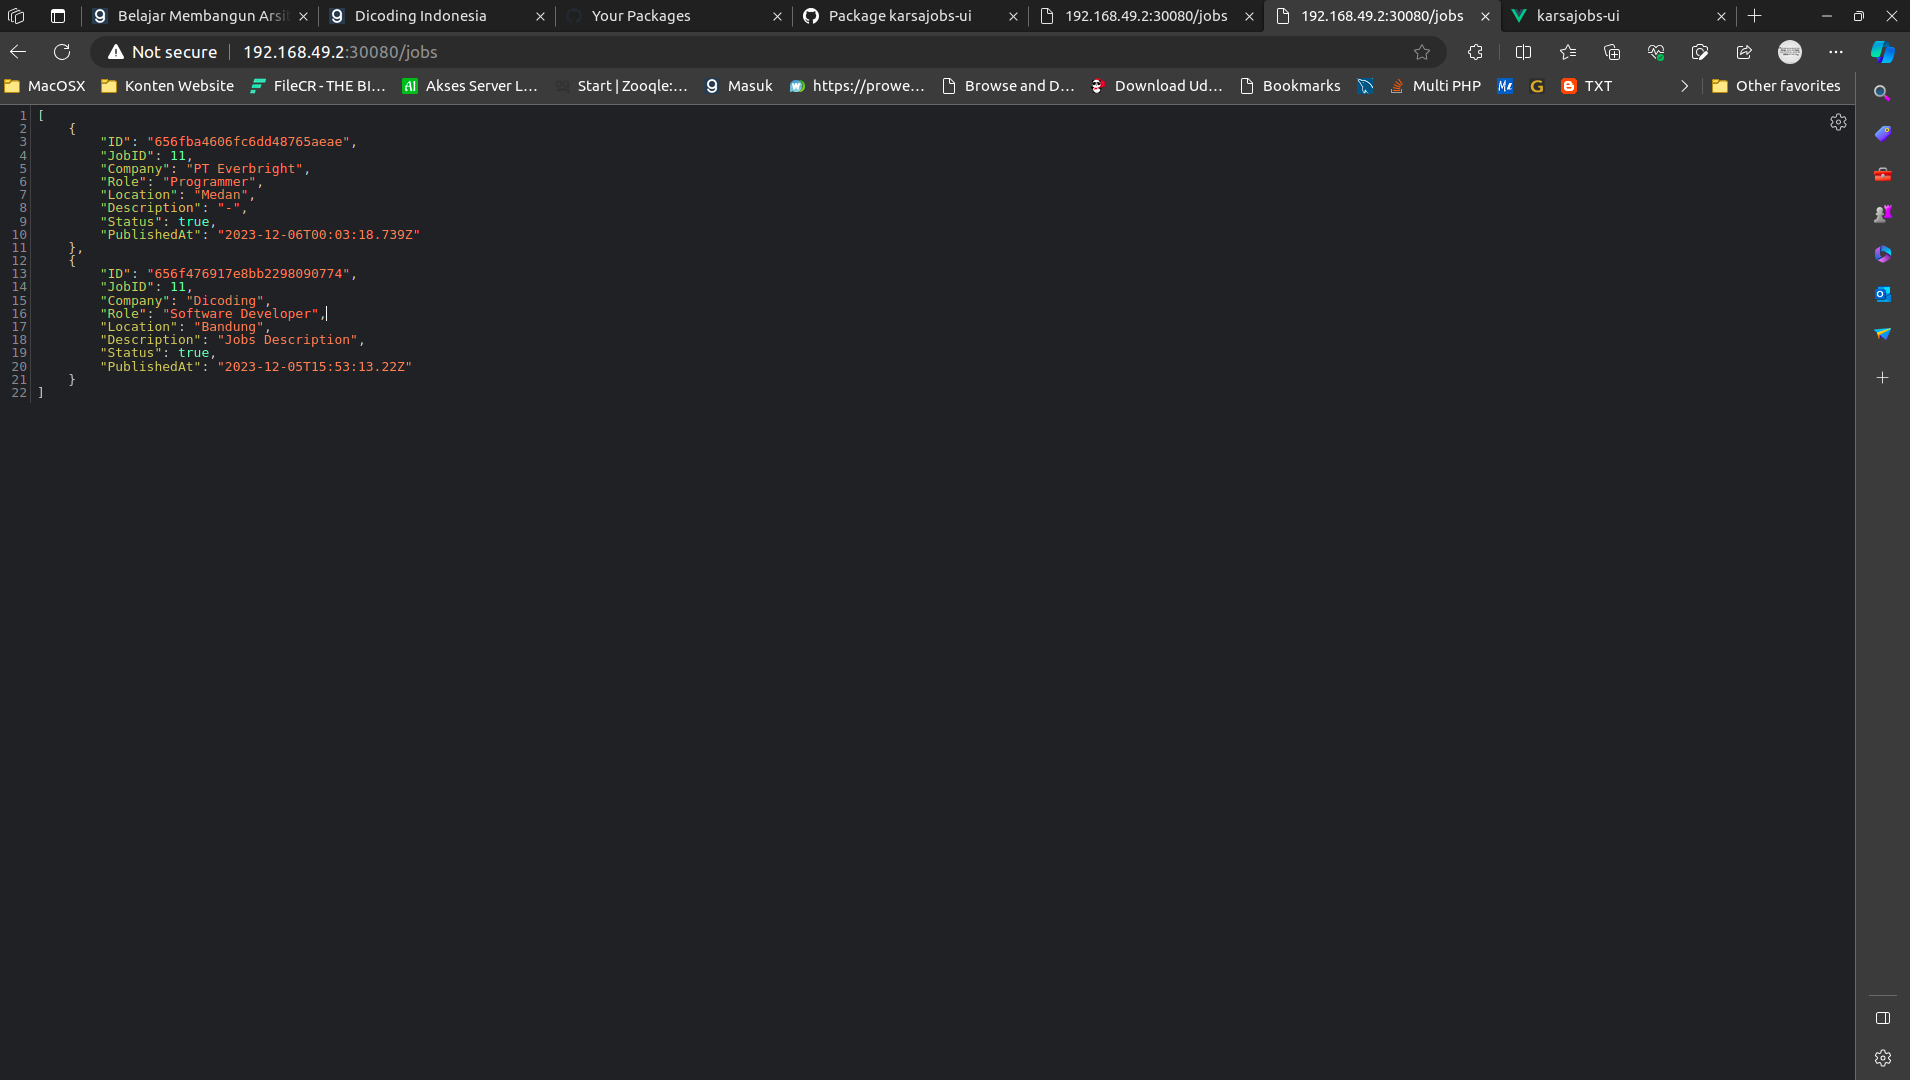 Belajar Membangun Arsi
Dicoding Indonesia
Your Packages
Package karsajobs-ui
192.168.49.2:30080/jobs
192.168.49.2:30080/jobs
karsajobs-ui
Not secure
192.168.49.2:30080/jobs
MacOSX
Konten Website
FileCR - THE BI...
Akses Server L...
Start | Zooqle:...
Masuk
https://prowe...
Browse and D...
Download Ud...
Bookmarks
Multi PHP
G
TXT
Other favorites
1 [
2 {
3 "ID": "656fba4606fc6dd48765aeae",
4 "JobID": 11,
5 "Company": "PT Everbright",
6 "Role": "Programmer",
7 "Location": "Medan",
8 "Description": "-",
9 "Status": true,
10 "PublishedAt": "2023-12-06T00:03:18.739Z"
11 },
12 {
13 "ID": "656f476917e8bb2298090774",
14 "JobID": 11,
15 "Company": "Dicoding",
16 "Role": "Software Developer",
17 "Location": "Bandung",
18 "Description": "Jobs Description",
19 "Status": true,
20 "PublishedAt": "2023-12-05T15:53:13.22Z"
21 }
22 ]